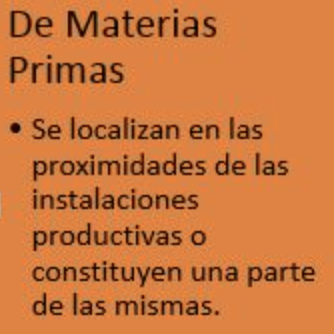 De Materias
Primas
• Se localizan en las
proximidades de las
instalaciones
productivas o
constituyen una parte
de las mismas.